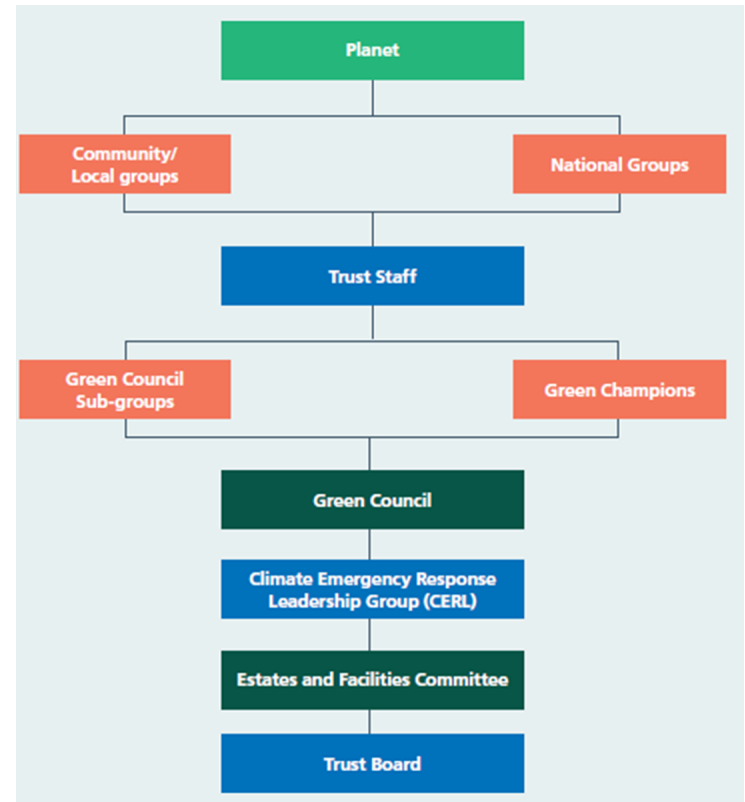 Planet
Community/
Local groups
National Groups
Trust Staff
Green Council
Sub-groups
Green Champions
Green Council
Climate Emergency Response
Leadership Group (CERL)
Estates and Facilities Committee
Trust Board